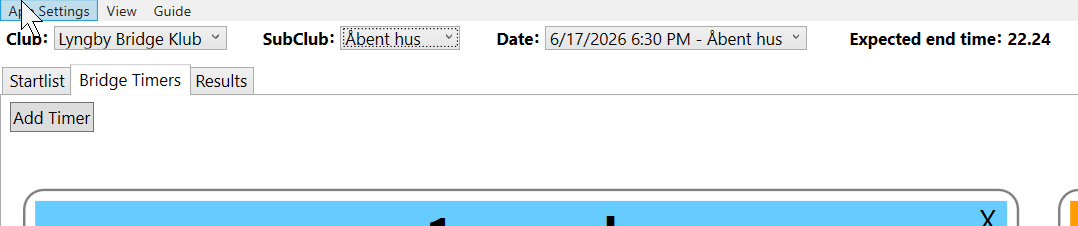 App Settings View Guide
Club: Lyngby Bridge Klub SubClub: Åbent hus Date: 6/17/2026 6:30 PM - Åbent hus Expected end time: 22.24
Startlist Bridge Timers Results
Add Timer
X